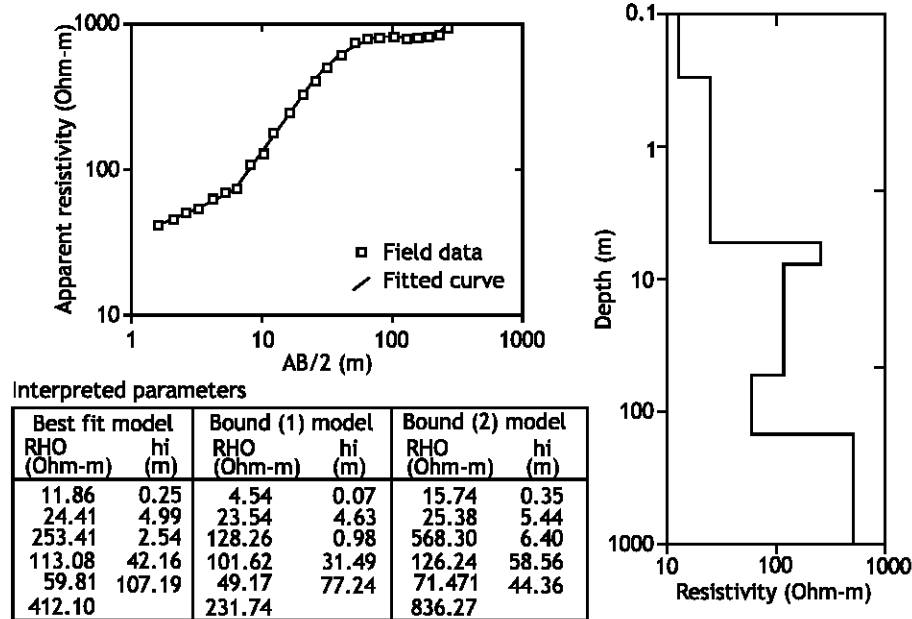 1000
100
10
Apparent resistivity (Ohm-m)
Field data
Fitted curve
1 10 100 1000
AB/2 (m)
0.1
1
10
100
1000
Depth (m)
10 100 1000
Resistivity (Ohm-m)
Interpreted parameters
Best fit model Bound (1) model Bound (2) model
RHO hi RHO hi RHO hi
(Ohm-m) (m) (Ohm-m) (m) (Ohm-m) (m)
11.86 0.25 4.54 0.07 15.74 0.35
24.41 4.99 23.54 4.63 25.38 5.44
253.41 2.54 128.26 0.98 568.30 6.40
113.08 42.16 101.62 31.49 126.24 58.56
59.81 107.19 49.17 77.24 71.471 44.36
412.10 231.74 836.27